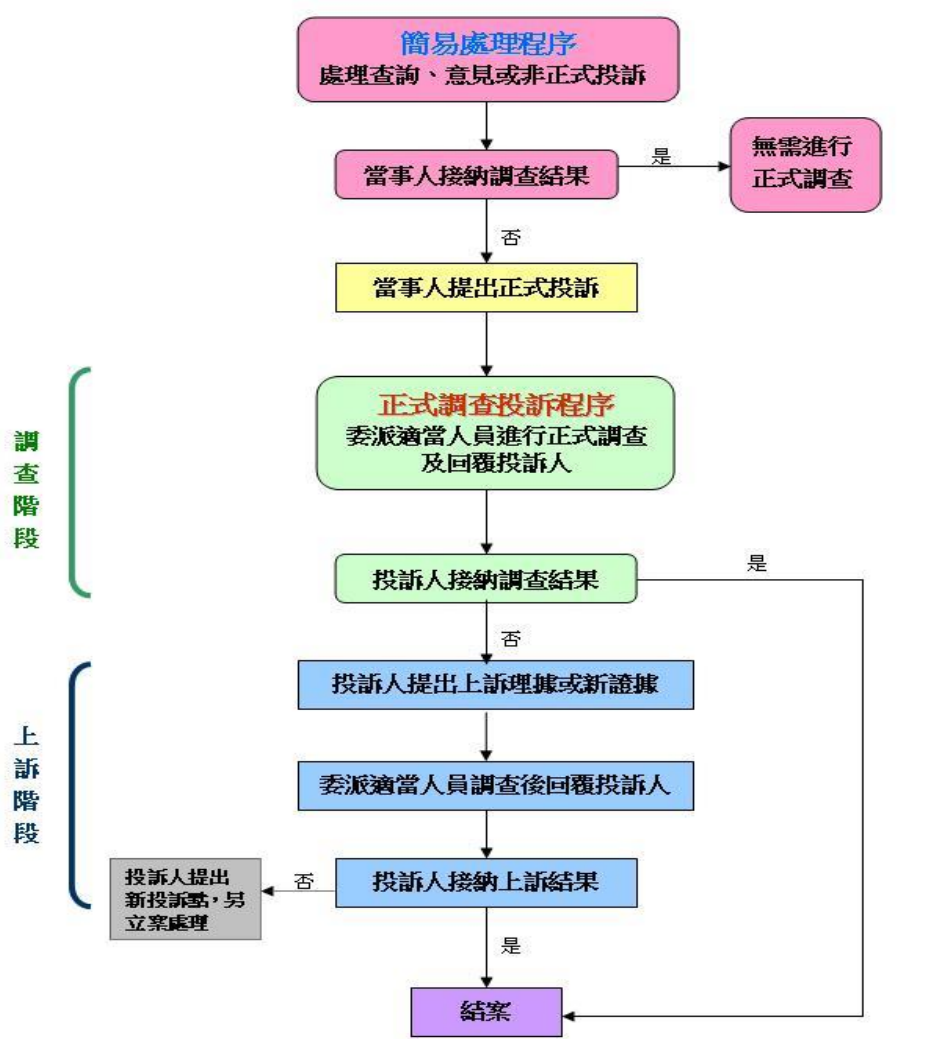 簡易處理程序
處理查詢、意見或非正式投訴
當事人接納調查結果
是
無需進行
正式調查
否
當事人提出正式投訴
調
查
階
段
正式調查投訴程序
委派適當人員進行正式調查
及回覆投訴人
投訴人接納調查結果
是
否
上
訴
階
段
投訴人提出上訴理據或新證據
委派適當人員調查後回覆投訴人
投訴人接納上訴結果
否
投訴人提出
新投訴點，另
立案處理
是
結案